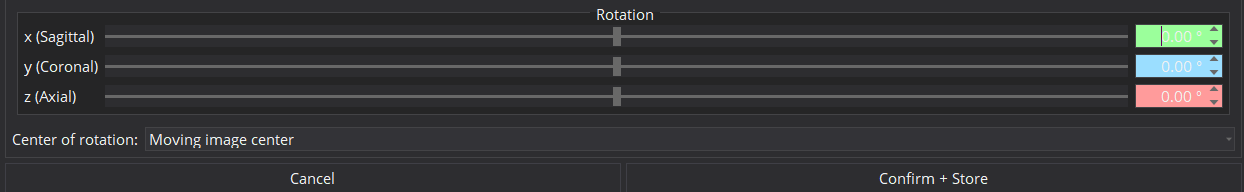 Rotation
x (Sagittal) 0.00 °
y (Coronal) 0.00 °
z (Axial) 0.00 °
Center of rotation: Moving image center
Cancel Confirm + Store